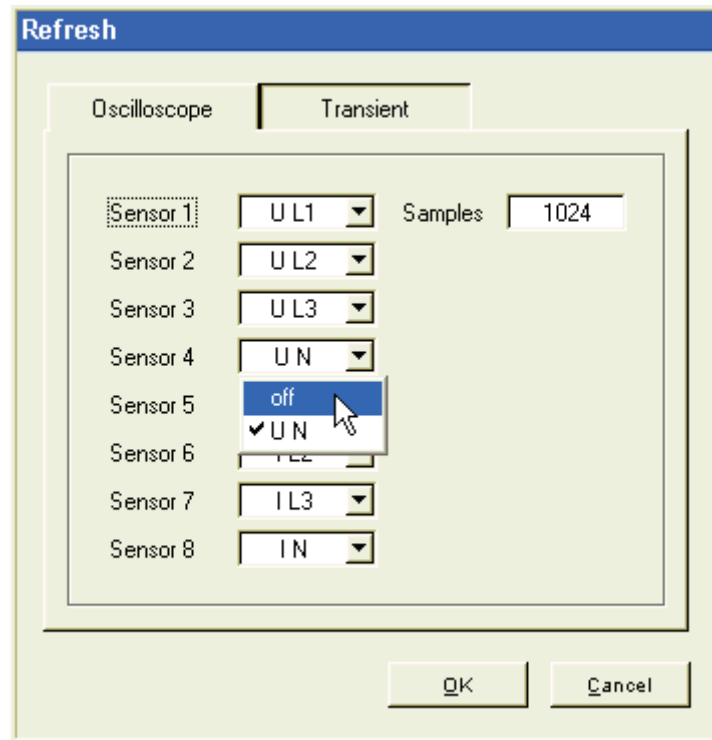 Refresh
Oscilloscope Transient
Sensor 1 U L1 Samples 1024
Sensor 2 U L2
Sensor 3 U L3
Sensor 4 U N
Sensor 5 off
✔U N
Sensor 6
Sensor 7 I L3
Sensor 8 I N
OK Cancel